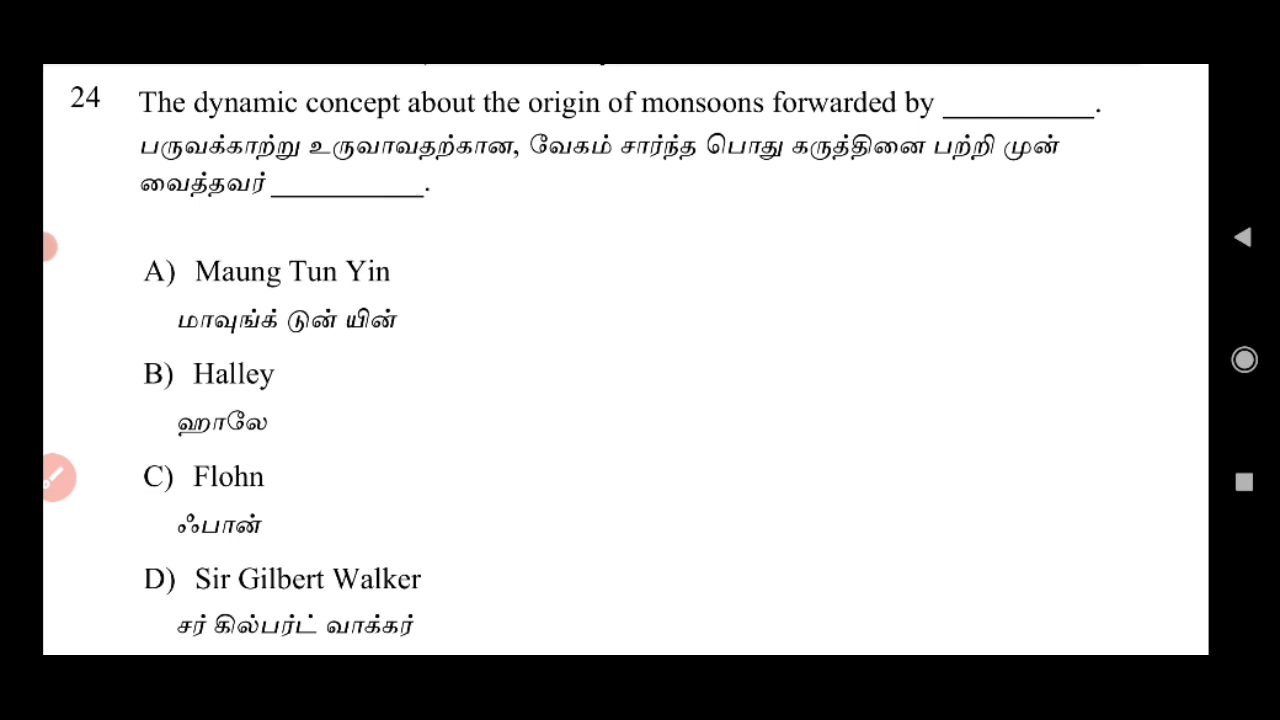 24 The dynamic concept about the origin of monsoons forwarded by __________.
பருவக்காற்று உருவாவதற்கான, வேகம் சார்ந்த பொது கருத்தினை பற்றி முன்
வைத்தவர் __________.
A) Maung Tun Yin
மாவுங்க் டுன் யின்
B) Halley
ஹாலே
C) Flohn
ஃபான்
D) Sir Gilbert Walker
சர் கில்பர்ட் வாக்கர்